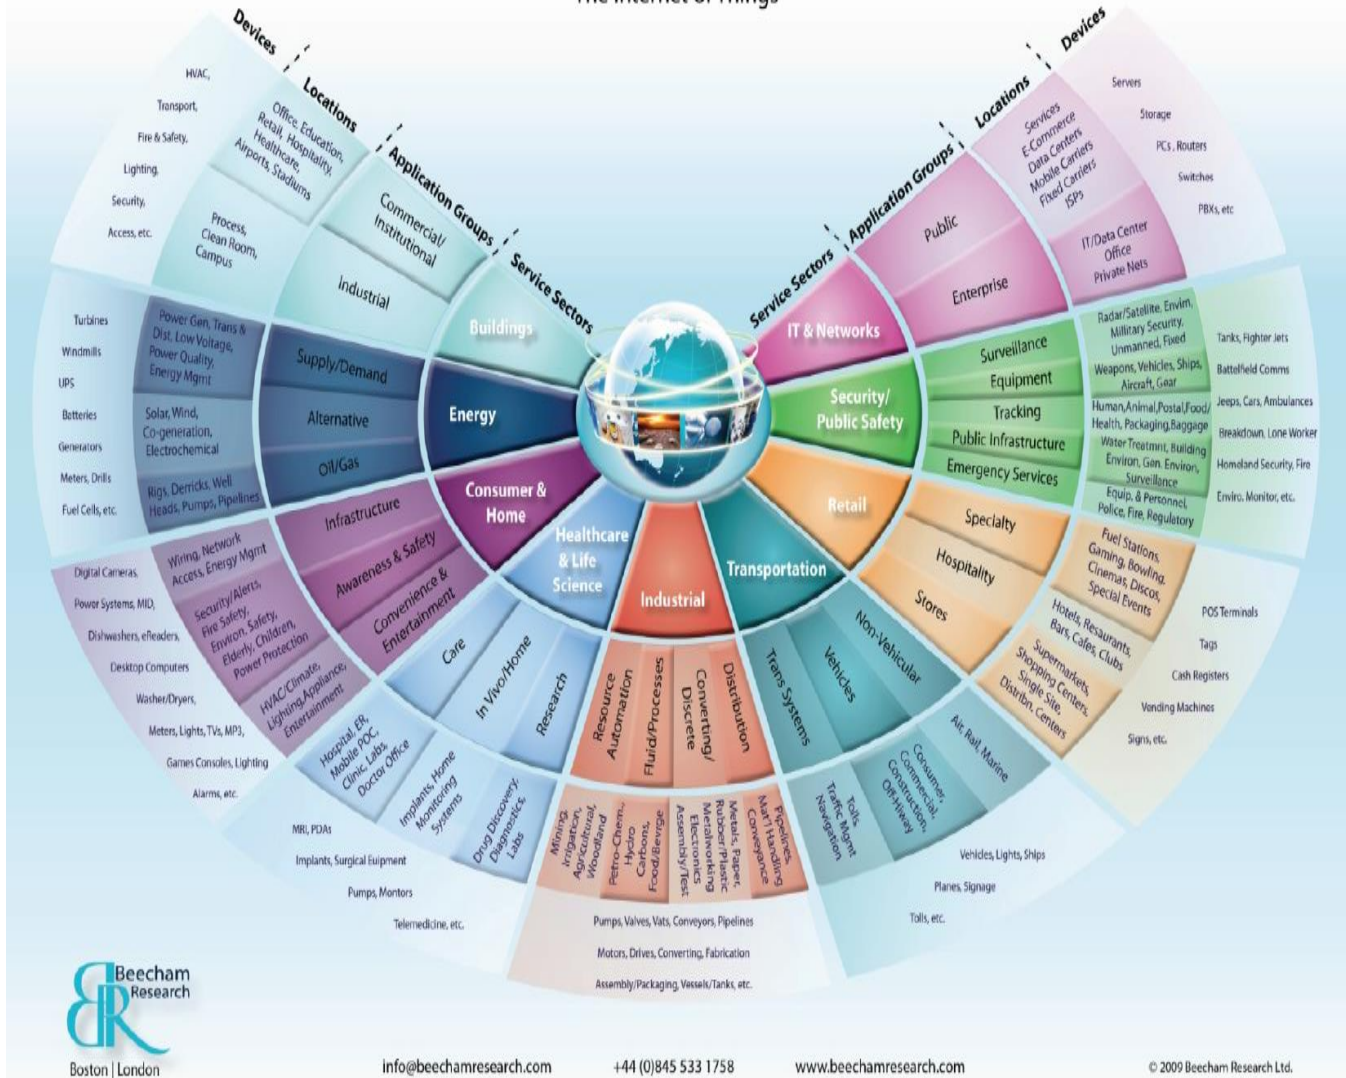 The Internet of Things
Devices
Locations
Application Groups
Service Sectors
HVAC,
Transport,
Fire & Safety,
Lighting,
Security,
Access, etc.
Office, Education,
Retail, Hospitality,
Healthcare,
Airports, Stadiums
Process,
Clean Room,
Campus
Commercial/
Institutional
Industrial
Buildings
Turbines
Windmills
UPS
Batteries
Generators
Meters, Drills
Fuel Cells, etc.
Power Gen, Trans &
Dist, Low Voltage,
Power Quality,
Energy Mgmt
Solar, Wind,
Co-generation,
Electrochemical
Rigs, Derricks, Well
Heads, Pumps, Pipelines
Supply/Demand
Alternative
Oil/Gas
Energy
Digital Cameras,
Power Systems, MID,
Dishwashers, eReaders,
Desktop Computers
Washer/Dryers,
Meters, Lights, TVs, MP3,
Games Consoles, Lighting
Alarms, etc.
Wiring, Network
Access, Energy Mgmt
Security/Alerts,
Fire Safety,
Environ. Safety,
Elderly, Children,
Power Protection
HVAC/Climate,
Lighting,Appliance,
Entertainment
Infrastructure
Awareness & Safety
Convenience &
Entertainment
Consumer &
Home
MRI, PDAs
Implants, Surgical Euipment
Pumps, Montors
Telemedicine, etc.
Hospital, ER,
Mobile POC,
Clinic, Labs,
Doctor Office
Implants, Home
Monitoring
Systems
Drug Discovery,
Diagnostics,
Labs
Care
In Vivo/Home
Research
Healthcare
& Life
Science
Industrial
Resource
Automation
Fluid/Processes
Converting/
Discrete
Distribution
Mining,
Irrigation,
Agricultural,
Woodland
Petro-Chem.,
Hydro
Carbons,
Food/Bevrge
Metals, Paper,
Rubber/Plastic
Metalworking
Electronics
Assembly/Test
Pipelines,
Mat'l Handling
Conveyance
Pumps, Valves, Vats, Conveyors, Pipelines
Motors, Drives, Converting, Fabrication
Assembly/Packaging, Vessels/Tanks, etc.
Transportation
Trans Systems
Vehicles
Non-Vehicular
Tolls,
Traffic Mgmt
Navigation
Consumer,
Commercial,
Construction,
Off-Hiway
Air, Rail, Marine
Vehicles, Lights, Ships
Planes, Signage
Tolls, etc.
Retail
Specialty
Hospitality
Stores
Fuel Stations,
Gaming, Bowling,
Cinemas, Discos,
Special Events
Hotels, Resaurants,
Bars, Cafes, Clubs
Supermarkets,
Shopping Centers,
Single Site,
Distribn. Centers
POS Terminals
Tags
Cash Registers
Vending Machines
Signs, etc.
Security/
Public Safety
Surveillance
Equipment
Tracking
Public Infrastructure
Emergency Services
Radar/Satellite, Envirn,
Millitary Security,
Unmanned, Fixed
Weapons, Vehicles, Ships,
Aircraft, Gear
Human,Animal,Postal,Food/
Health, Packaging,Baggage
Water Treatmnt, Building
Environ, Gen. Environ,
Surveillance
Equip. & Personnel,
Police, Fire, Regulatory
Tanks, Fighter Jets
Battelfield Comms
Jeeps, Cars, Ambulances
Breakdown, Lone Worker
Homeland Security, Fire
Enviro. Monitor, etc.
IT & Networks
Public
Enterprise
Services
E-Commerce
Data Centers
Mobile Carriers
Fixed Carriers
ISPs
IT/Data Center
Office
Private Nets
Servers
Storage
PCs, Routers
Switches
PBXs, etc
Service Sectors
Application Groups
Locations
Devices
BR
Beecham
Research
Boston | London
info@beechamresearch.com
+44 (0)845 533 1758
www.beechamresearch.com
© 2009 Beecham Research Ltd.